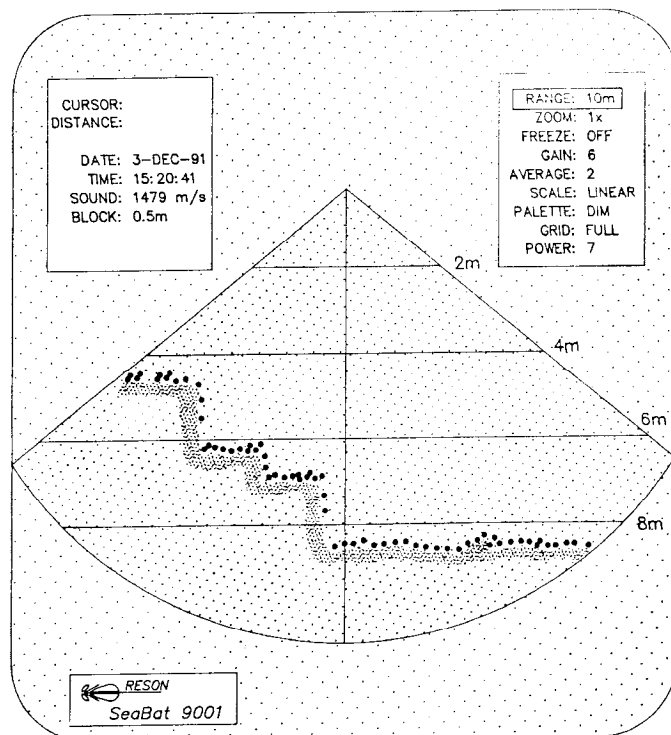 CURSOR:
DISTANCE:
DATE: 3-DEC-91
TIME: 15:20:41
SOUND: 1479 m/s
BLOCK: 0.5m
RANGE: 10m
ZOOM: 1x
FREEZE: OFF
GAIN: 6
AVERAGE: 2
SCALE: LINEAR
PALETTE: DIM
GRID: FULL
POWER: 7
2m
4m
6m
8m
RESON
SeaBat 9001